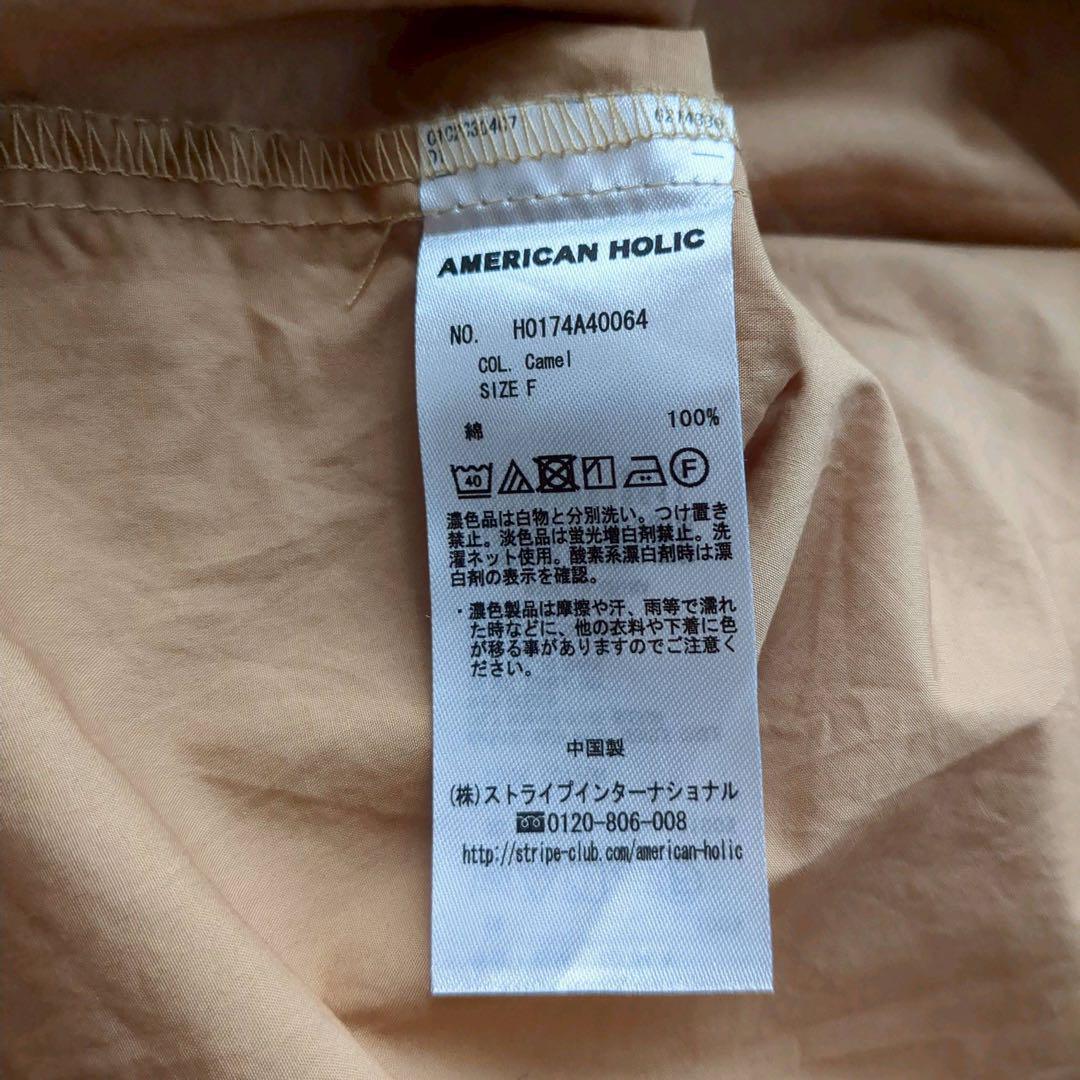 AMERICAN HOLIC
NO. H0174A40064
COL. Camel
SIZE F
綿 100%
40 F
濃色品は白物と分別洗い。つけ置き
禁止。淡色品は蛍光増白剤禁止。洗
濯ネット使用。酸素系漂白剤時は漂
白剤の表示を確認。
・濃色製品は摩擦や汗、雨等で濡れ
た時などに、他の衣料や下着に色
が移る事がありますのでご注意く
ださい。
中国製
(株)ストライプインターナショナル
0120-806-008
http://stripe-club.com/american-holic